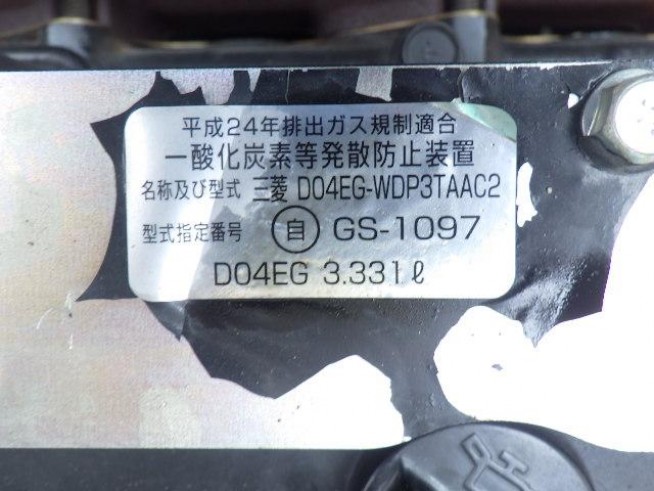 平成24年排出ガス規制適合
一酸化炭素等発散防止装置
名称及び型式 三菱 D04EG-WDP3TAAC2
型式指定番号 自 GS-1097
D04EG 3.331ℓ